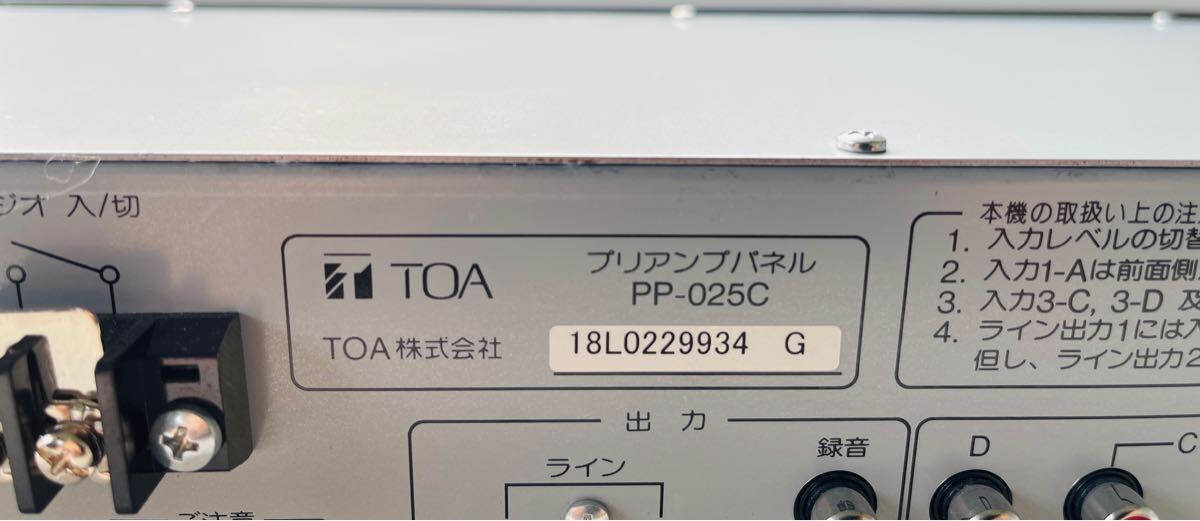 ジオ 入/切
TOA
プリアンプパネル
PP-025C
TOA 株式会社
18L0229934 G
本機の取扱い上の注
1. 入力レベルの切替
2. 入力1-Aは前面側
3. 入力3-C, 3-D 及
4. ライン出力1には入
但し、ライン出力2
出 力
ライン
録音
D
C
ご注意